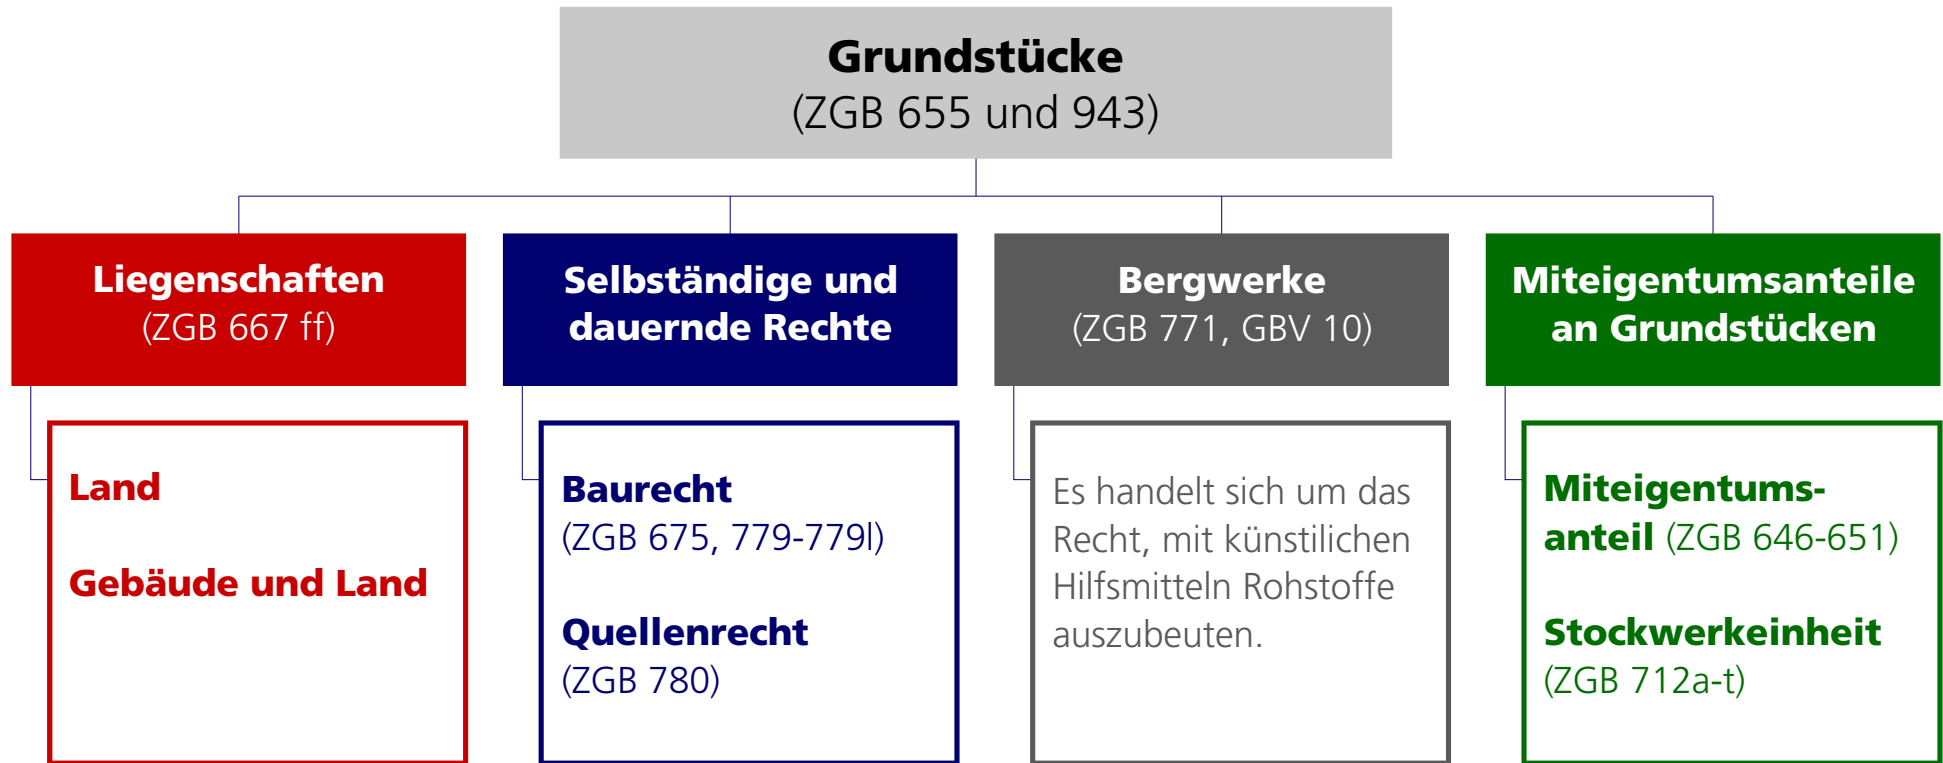 Grundstücke
(ZGB 655 und 943)
Liegenschaften
(ZGB 667 ff)
Selbständige und
dauernde Rechte
Bergwerke
(ZGB 771, GBV 10)
Miteigentumsanteile
an Grundstücken
Land
Gebäude und Land
Baurecht
(ZGB 675, 779-779l)
Quellenrecht
(ZGB 780)
Es handelt sich um das
Recht, mit künstilichen
Hilfsmitteln Rohstoffe
auszubeuten.
Miteigentums-
anteil (ZGB 646-651)
Stockwerkeinheit
(ZGB 712a-t)